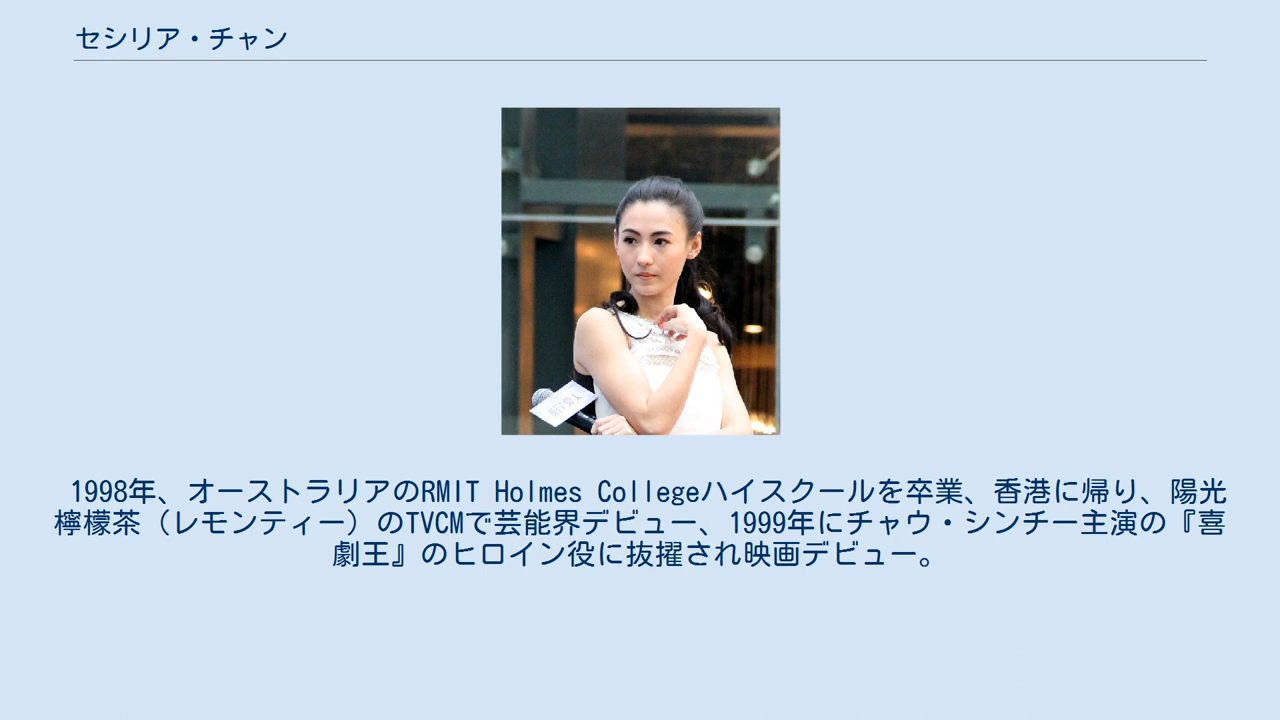 セシリア・チャン
1998年、オーストラリアのRMIT Holmes Collegeハイスクールを卒業、香港に帰り、陽光
檸檬茶（レモンティー）のTVCMで芸能界デビュー、1999年にチャウ・シンチー主演の『喜
劇王』のヒロイン役に抜擢され映画デビュー。